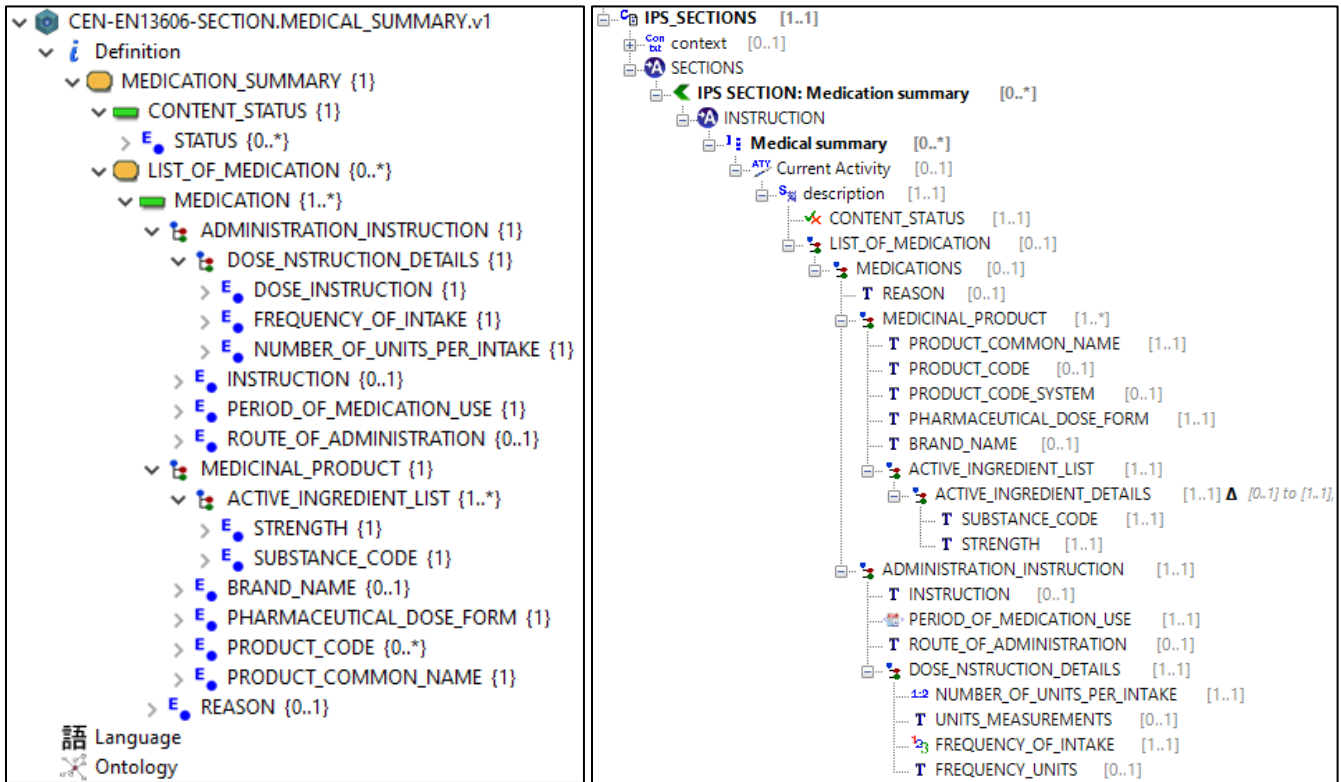 CEN-EN13606-SECTION.MEDICAL_SUMMARY.v1
i Definition
MEDICATION_SUMMARY {1}
CONTENT_STATUS {1}
E STATUS {0..*}
LIST_OF_MEDICATION {0..*}
MEDICATION {1..*}
ADMINISTRATION_INSTRUCTION {1}
DOSE_NSTRUCTION_DETAILS {1}
E DOSE_INSTRUCTION {1}
E FREQUENCY_OF_INTAKE {1}
E NUMBER_OF_UNITS_PER_INTAKE {1}
E INSTRUCTION {0..1}
E PERIOD_OF_MEDICATION_USE {1}
E ROUTE_OF_ADMINISTRATION {0..1}
MEDICINAL_PRODUCT {1}
ACTIVE_INGREDIENT_LIST {1..*}
E STRENGTH {1}
E SUBSTANCE_CODE {1}
E BRAND_NAME {0..1}
E PHARMACEUTICAL_DOSE_FORM {1}
E PRODUCT_CODE {0..*}
E PRODUCT_COMMON_NAME {1}
E REASON {0..1}
語 Language
Ontology
IPS_SECTIONS [1..1]
Con txt context [0..1]
A SECTIONS
IPS SECTION: Medication summary [0..*]
A INSTRUCTION
Medical summary [0..*]
ATY Current Activity [0..1]
description [1..1]
CONTENT_STATUS [1..1]
LIST_OF_MEDICATION [0..1]
MEDICATIONS [0..1]
T REASON [0..1]
MEDICINAL_PRODUCT [1..*]
T PRODUCT_COMMON_NAME [1..1]
T PRODUCT_CODE [0..1]
T PRODUCT_CODE_SYSTEM [0..1]
T PHARMACEUTICAL_DOSE_FORM [1..1]
T BRAND_NAME [0..1]
ACTIVE_INGREDIENT_LIST [1..1]
ACTIVE_INGREDIENT_DETAILS [1..1] Δ [0..1] to [1..1],
T SUBSTANCE_CODE [1..1]
T STRENGTH [1..1]
ADMINISTRATION_INSTRUCTION [1..1]
T INSTRUCTION [0..1]
PERIOD_OF_MEDICATION_USE [1..1]
T ROUTE_OF_ADMINISTRATION [0..1]
DOSE_NSTRUCTION_DETAILS [1..1]
1-2 NUMBER_OF_UNITS_PER_INTAKE [1..1]
T UNITS_MEASUREMENTS [0..1]
123 FREQUENCY_OF_INTAKE [1..1]
T FREQUENCY_UNITS [0..1]